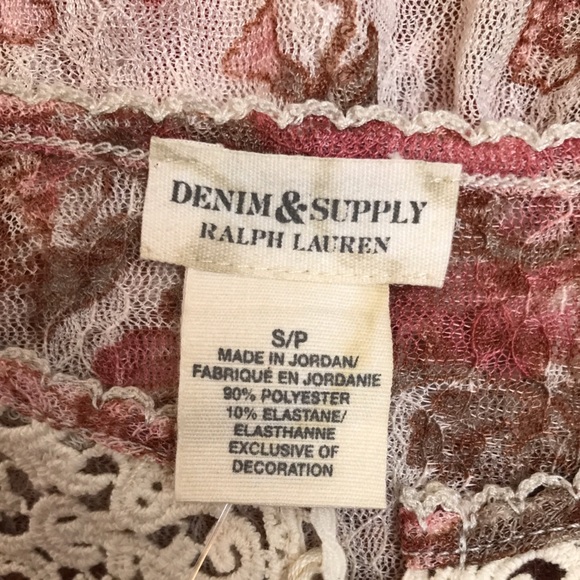 DENIM & SUPPLY
RALPH LAUREN
S/P
MADE IN JORDAN/
FABRIQUÉ EN JORDANIE
90% POLYESTER
10% ELASTANE/
ELASTHANNE
EXCLUSIVE OF
DECORATION